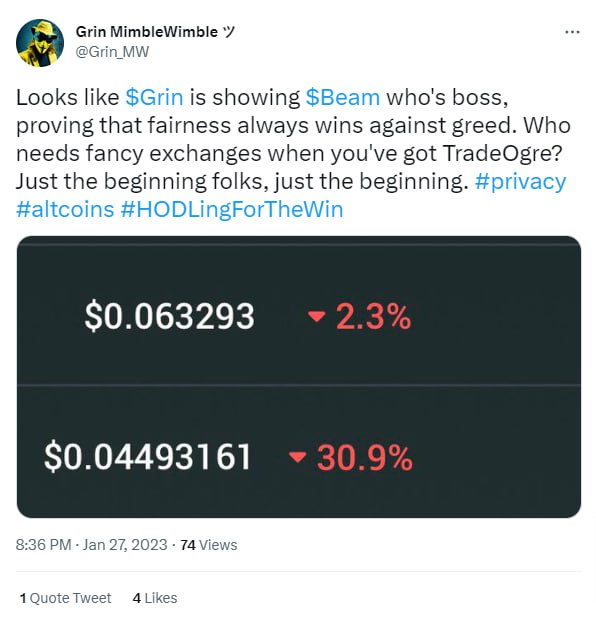 Grin MimbleWimble ツ
@Grin_MW
Looks like $Grin is showing $Beam who's boss,
proving that fairness always wins against greed. Who
needs fancy exchanges when you've got TradeOgre?
Just the beginning folks, just the beginning. #privacy
#altcoins #HODLingForTheWin
$0.063293 2.3%
$0.04493161 30.9%
8:36 PM · Jan 27, 2023 · 74 Views
1 Quote Tweet 4 Likes